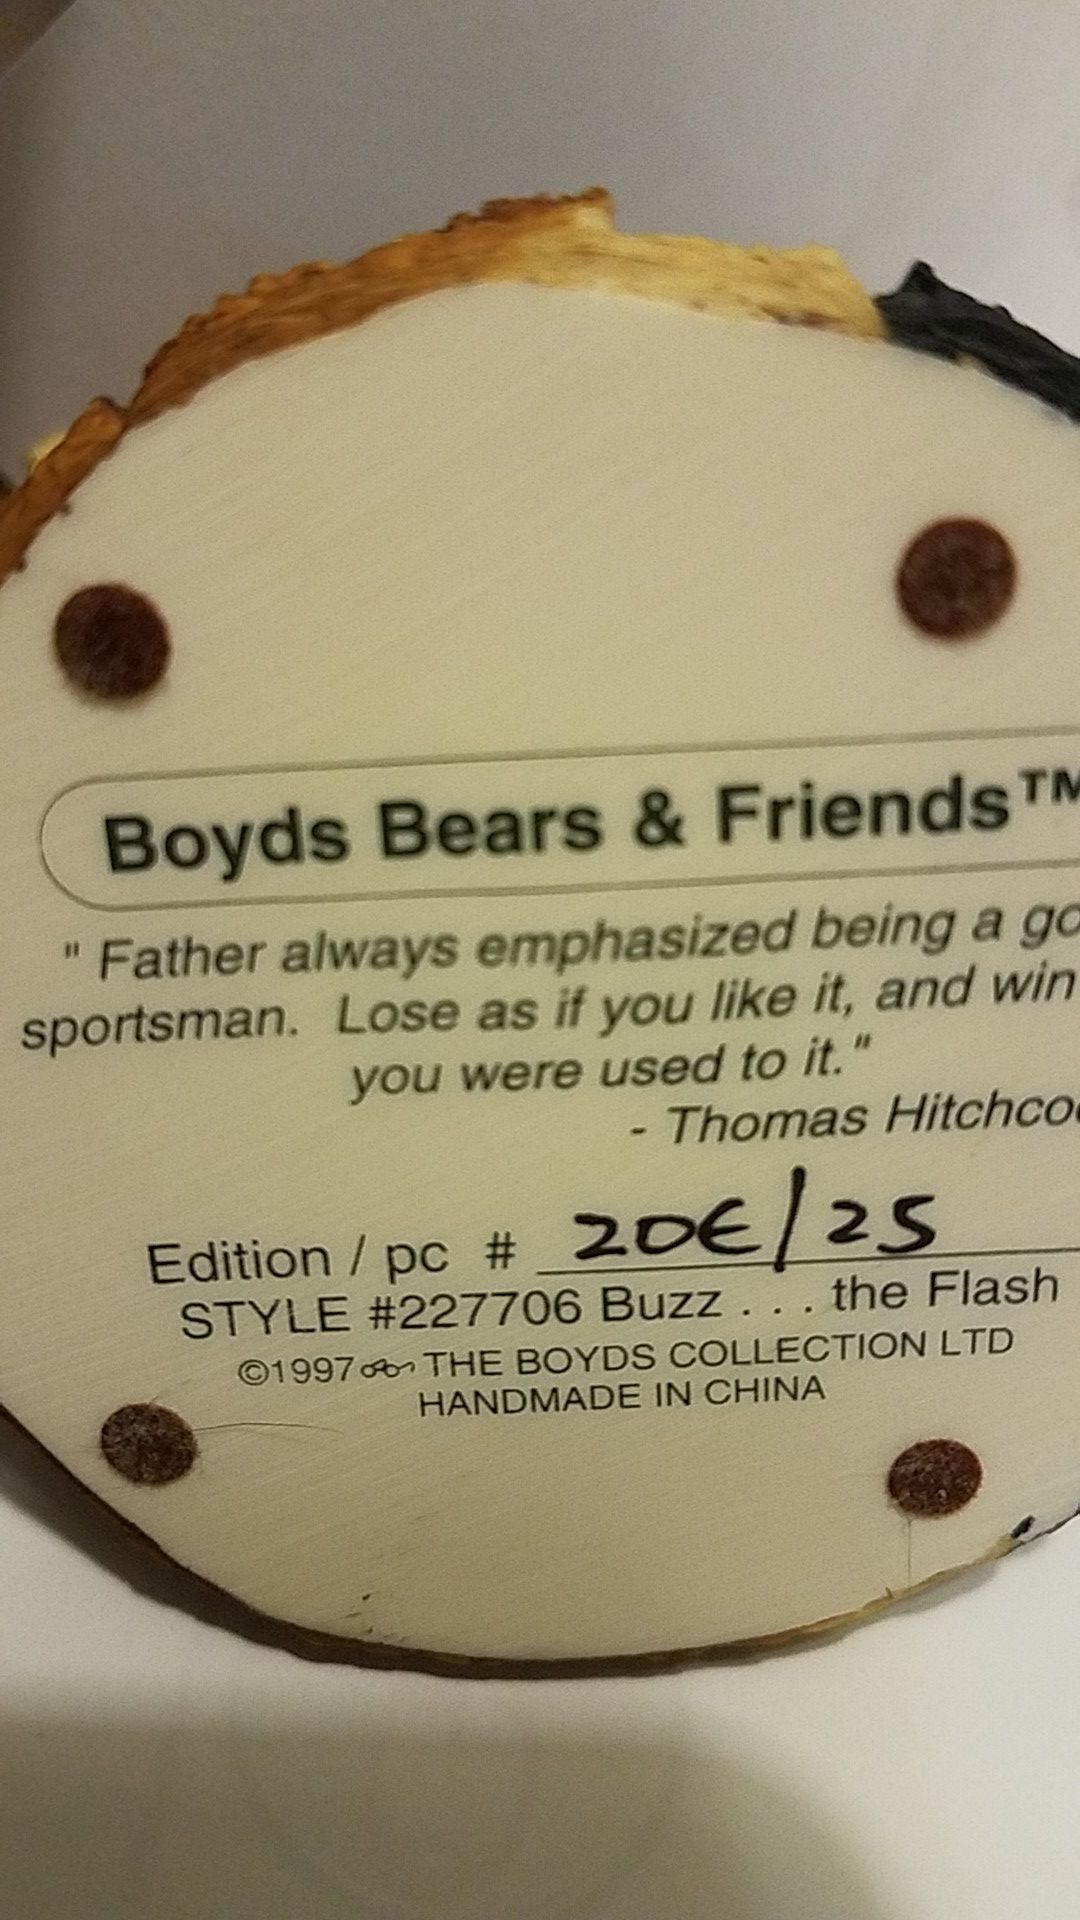 Boyds Bears & Friends™
" Father always emphasized being a
sportsman. Lose as if you like it, and win
you were used to it."
- Thomas
Edition / pc # 20E/25
STYLE #227706 Buzz . . . the Flash
©1997 THE BOYDS COLLECTION LTD
HANDMADE IN CHINA